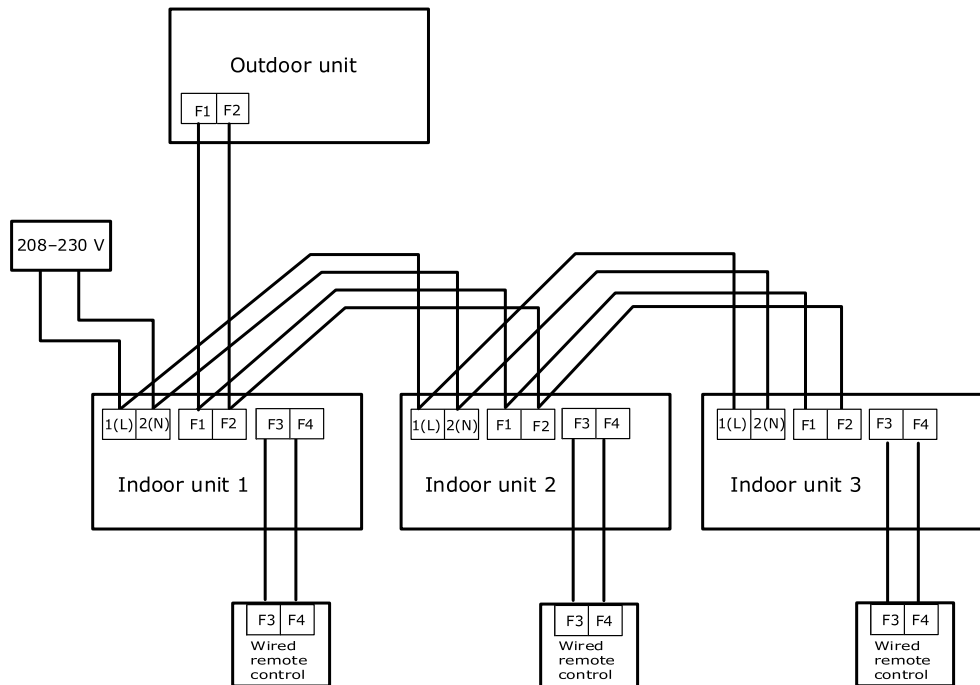 Outdoor unit
F1 F2
208–230 V
1(L) 2(N) F1 F2 F3 F4
Indoor unit 1
1(L) 2(N) F1 F2 F3 F4
Indoor unit 2
1(L) 2(N) F1 F2 F3 F4
Indoor unit 3
F3 F4
Wired
remote
control
F3 F4
Wired
remote
control
F3 F4
Wired
remote
control